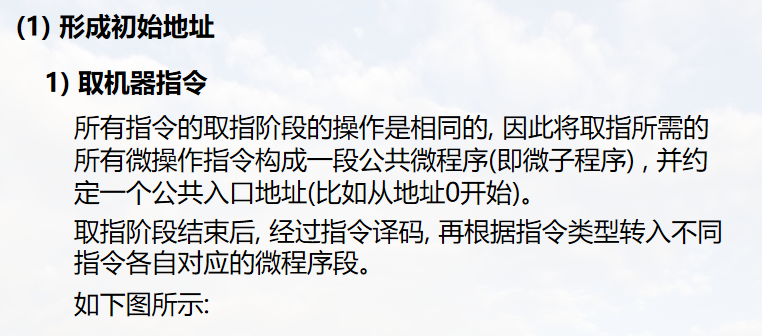 (1) 形成初始地址
1) 取机器指令
所有指令的取指阶段的操作是相同的, 因此将取指所需的
所有微操作指令构成一段公共微程序(即微子程序) , 并约
定一个公共入口地址(比如从地址0开始)。
取指阶段结束后, 经过指令译码, 再根据指令类型转入不同
指令各自对应的微程序段。
如下图所示: